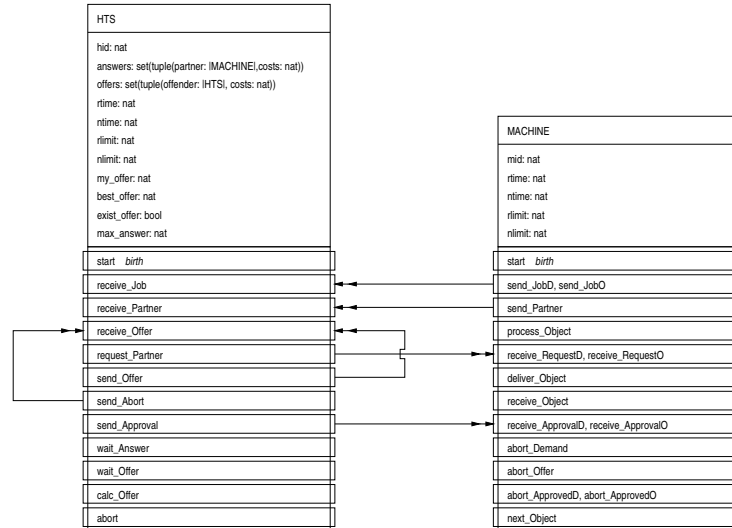 HTS
hid: nat
answers: set(tuple(partner: |MACHINE|,costs: nat))
offers: set(tuple(offender: |HTS|, costs: nat))
rtime: nat
ntime: nat
rlimit: nat
nlimit: nat
my_offer: nat
best_offer: nat
exist_offer: bool
max_answer: nat
start birth
receive_Job
receive_Partner
receive_Offer
request_Partner
send_Offer
send_Abort
send_Approval
wait_Answer
wait_Offer
calc_Offer
abort
MACHINE
mid: nat
rtime: nat
ntime: nat
rlimit: nat
nlimit: nat
start birth
send_JobD, send_JobO
send_Partner
process_Object
receive_RequestD, receive_RequestO
deliver_Object
receive_Object
receive_ApprovalD, receive_ApprovalO
abort_Demand
abort_Offer
abort_ApprovedD, abort_ApprovedO
next_Object